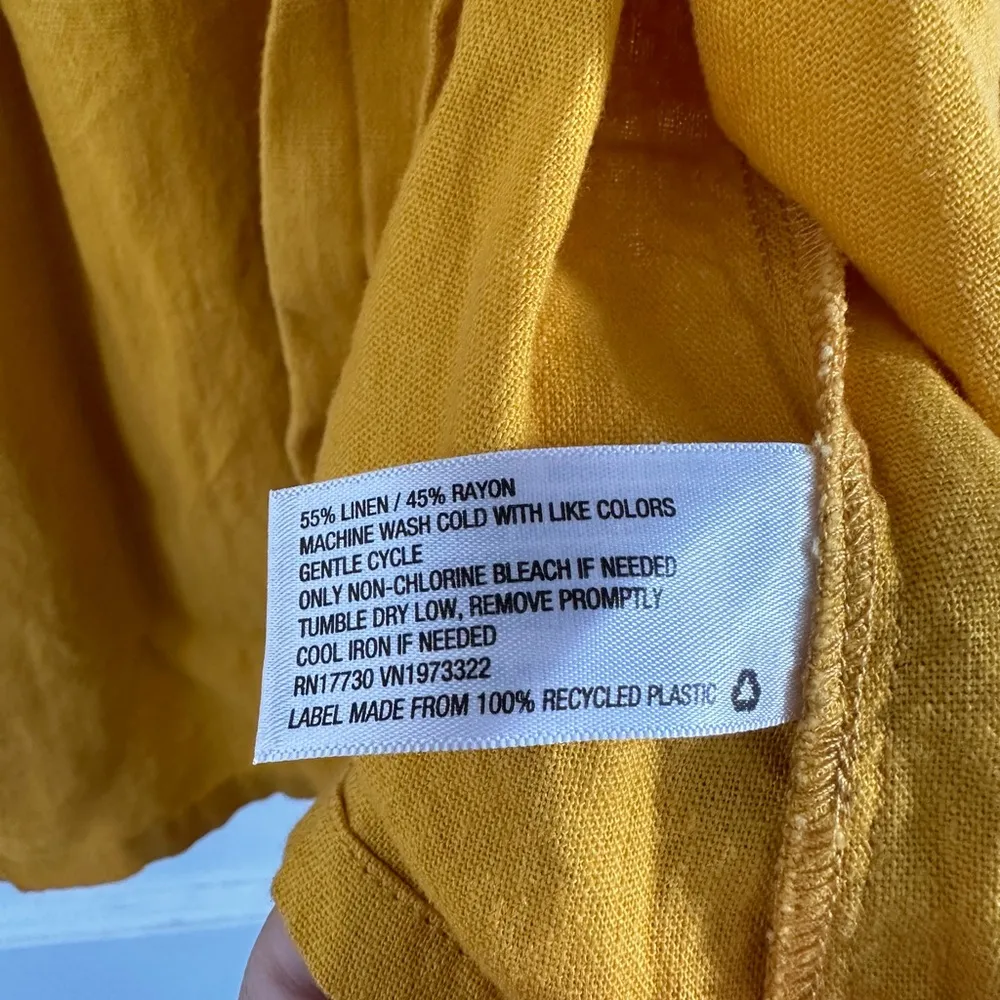 55% LINEN / 45% RAYON
MACHINE WASH COLD WITH LIKE COLORS
GENTLE CYCLE
ONLY NON-CHLORINE BLEACH IF NEEDED
TUMBLE DRY LOW, REMOVE PROMPTLY
COOL IRON IF NEEDED
RN17730 VN1973322
LABEL MADE FROM 100% RECYCLED PLASTIC